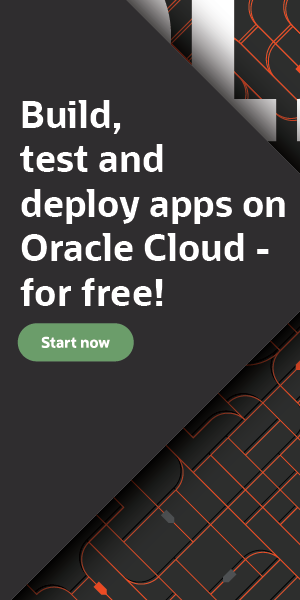 Build,
test and
deploy apps on
Oracle Cloud -
for free!
Start now